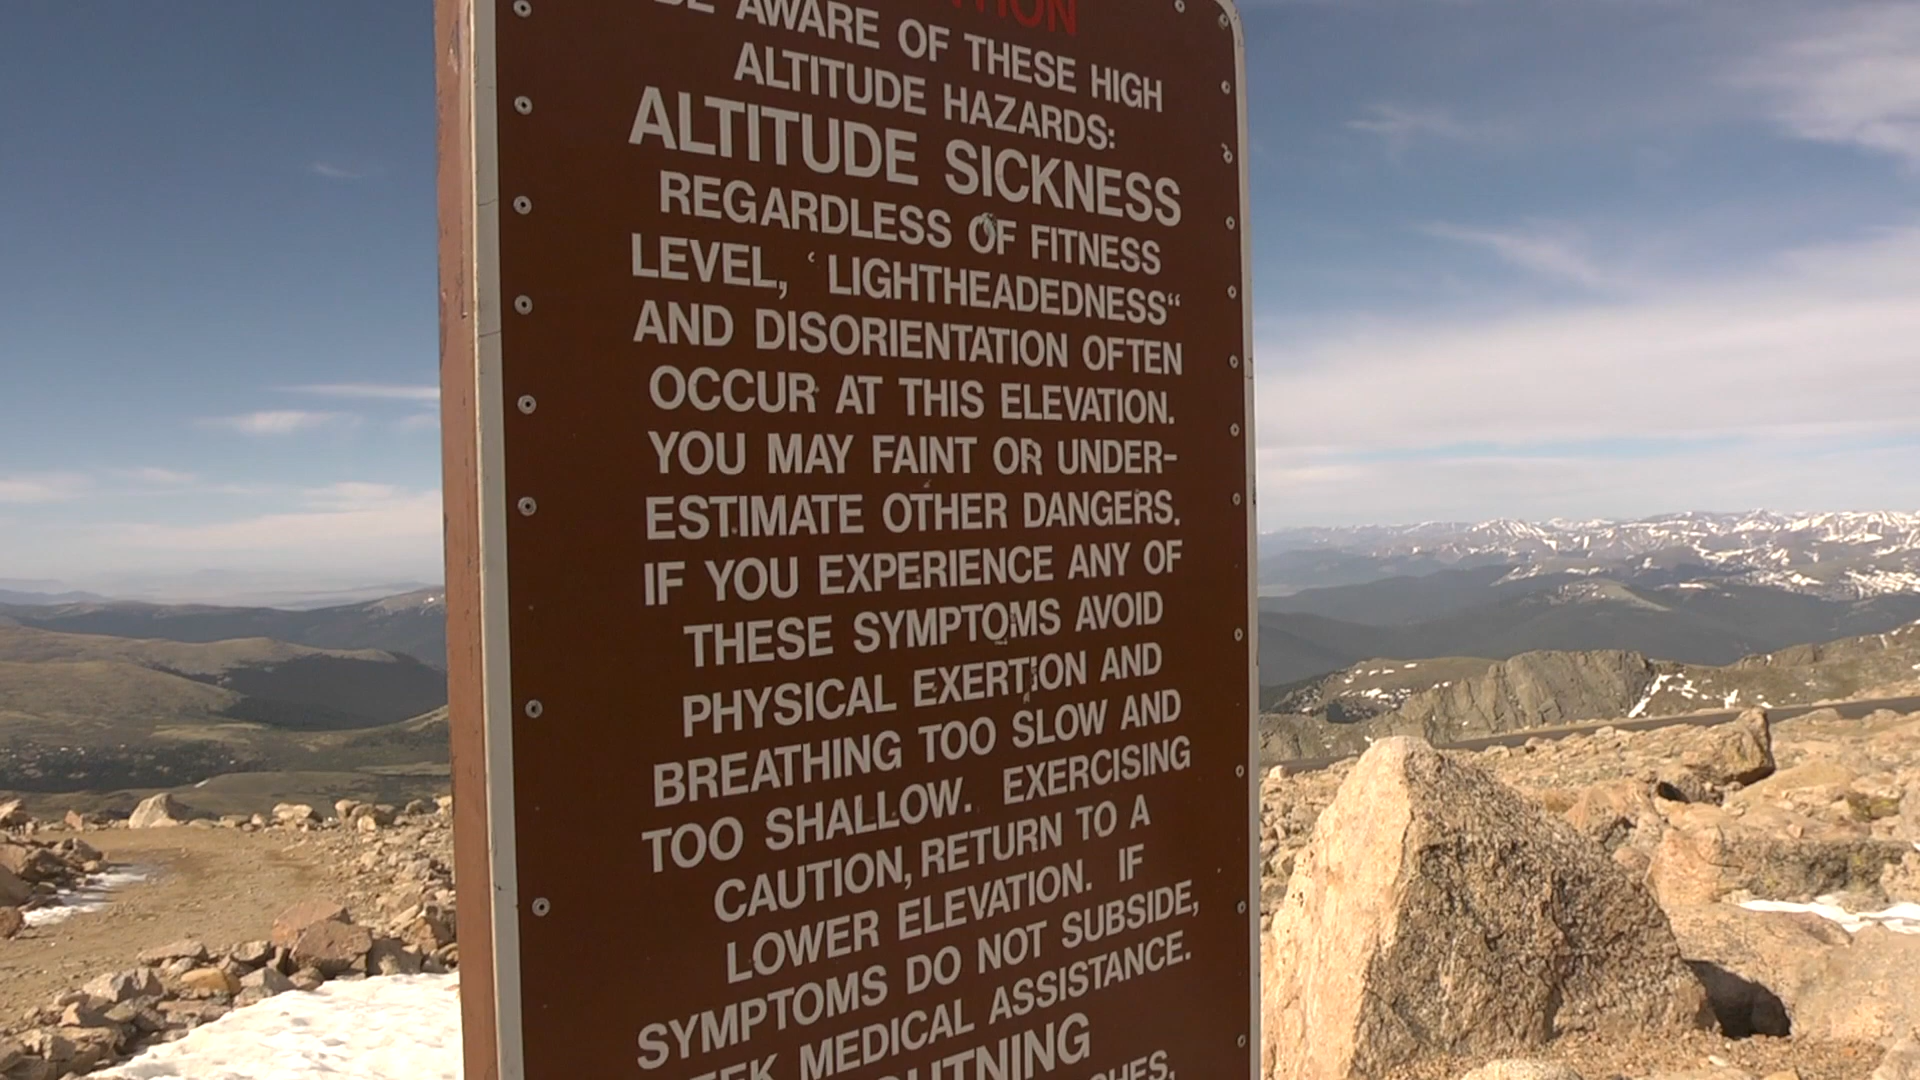 BE AWARE OF THESE HIGH
ALTITUDE HAZARDS:
ALTITUDE SICKNESS
REGARDLESS OF FITNESS
LEVEL, ‘LIGHTHEADEDNESS“
AND DISORIENTATION OFTEN
OCCUR AT THIS ELEVATION.
YOU MAY FAINT OR UNDER-
ESTIMATE OTHER DANGERS.
IF YOU EXPERIENCE ANY OF
THESE SYMPTOMS AVOID
PHYSICAL EXERTION AND
BREATHING TOO SLOW AND
TOO SHALLOW. EXERCISING
CAUTION, RETURN TO A
LOWER ELEVATION. IF
SYMPTOMS DO NOT SUBSIDE,
MEDICAL ASSISTANCE.